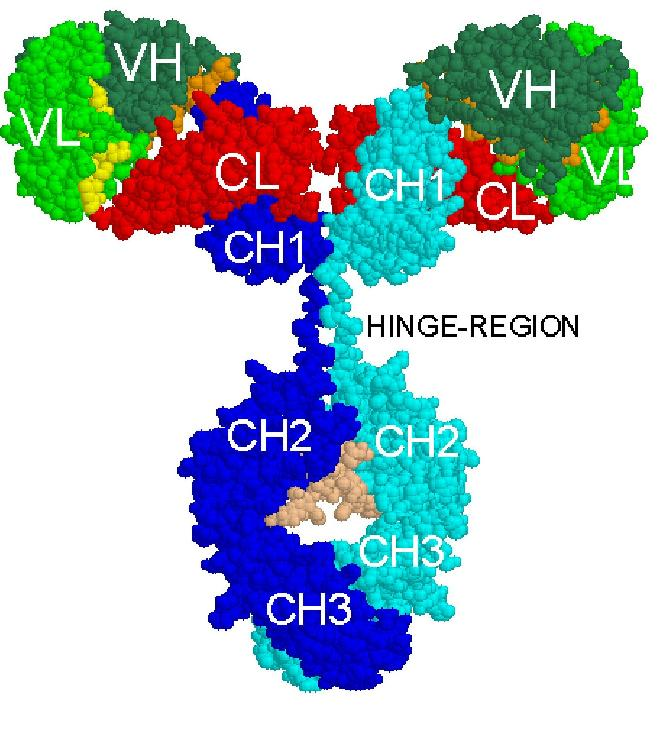 VH
VL
CL
CH1
VH
VL
CH1
CL
HINGE-REGION
CH2
CH2
CH3
CH3